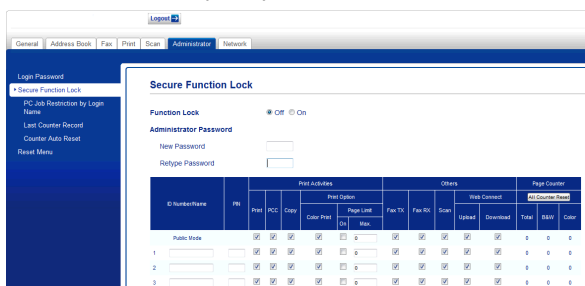 Logout
General Address Book Fax Print Scan Administrator Network
Login Password
Secure Function Lock
PC Job Restriction by Login
Name
Last Counter Record
Counter Auto Reset
Reset Menu
Secure Function Lock
Function Lock Off On
Administrator Password
New Password
Retype Password
Print Activities Others Page Counter
ID Number/Name PIN Print PCC Copy Print Option Fax TX Fax RX Scan Web Connect All Counter Reset
Color Print Page Limit Upload Download Total B&W Color
On Max.
Public Mode 0 0 0 0
1 0 0 0 0
2 0 0 0 0
3 0 0 0 0